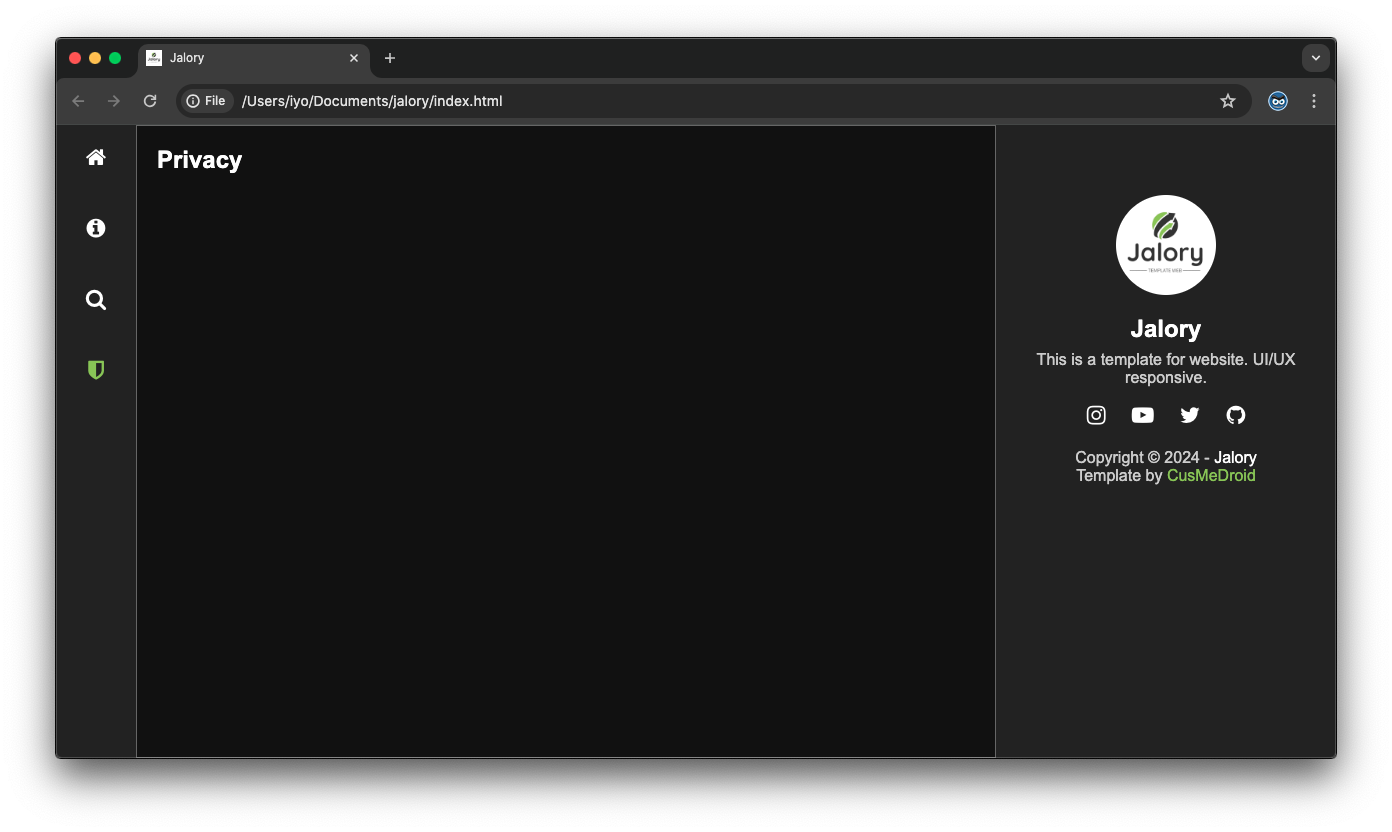 Jalory
File
/Users/iyo/Documents/jalory/index.html
Privacy
Jalory
TEMPLATE WEB
Jalory
This is a template for website. UI/UX
responsive.
Copyright © 2024 - Jalory
Template by CusMeDroid